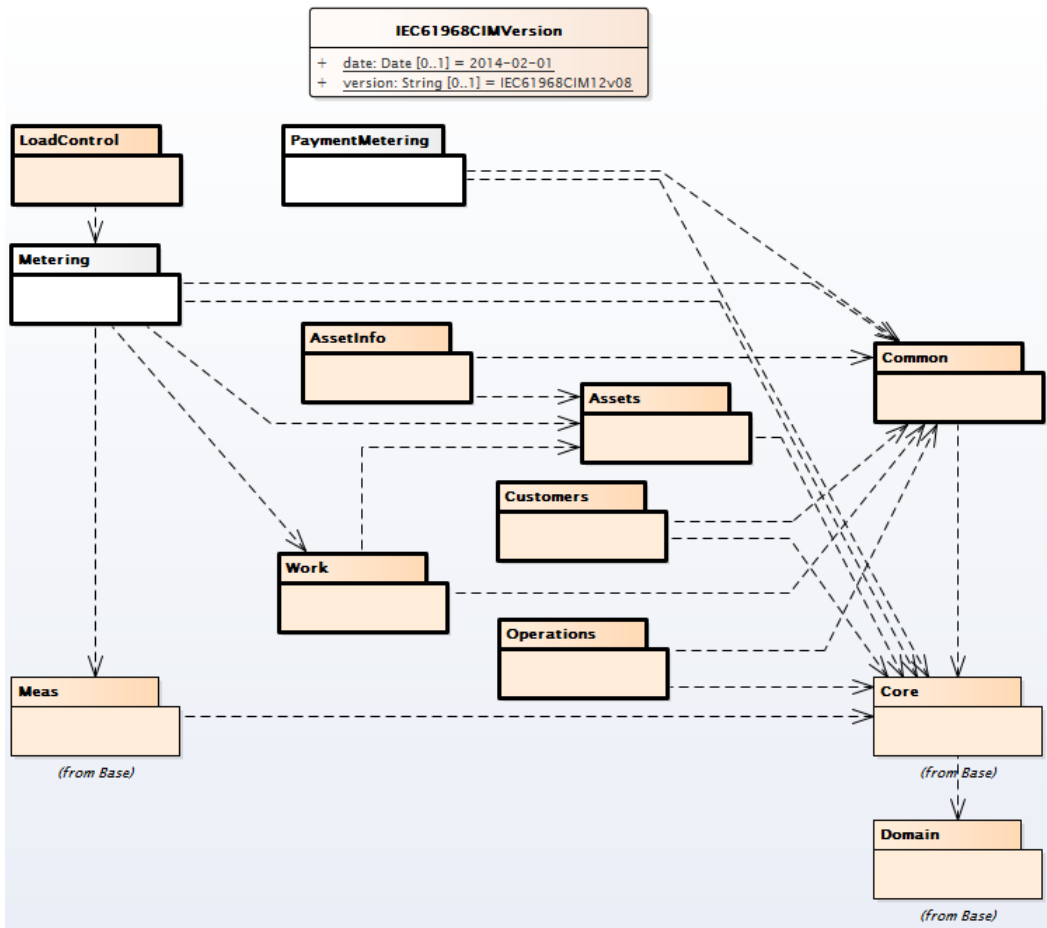 IEC61968CIMVersion
+ date: Date [0..1] = 2014-02-01
+ version: String [0..1] = IEC61968CIM12v08
LoadControl
PaymentMetering
Metering
AssetInfo
Common
Assets
Customers
Work
Operations
Meas
Core
(from Base)
(from Base)
Domain
(from Base)